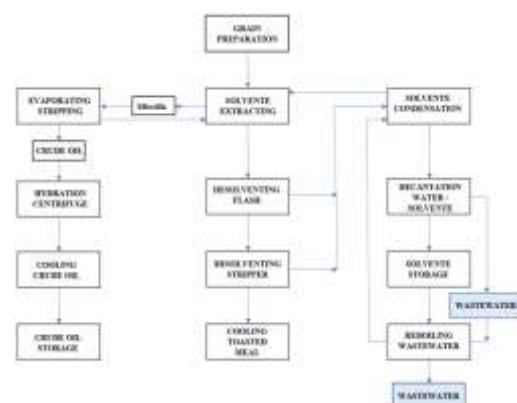 GRAIN
PREPARATION
EVAPORATING
STRIPPING
Miscella
SOLVENTE
EXTRACTING
SOLVENTE
CONDENSATION
CRUDE OIL
HYDRATION
CENTRIFUGE
DESOLVENTING
FLASH
DECANTATION
WATER -
SOLVENTE
COOLING
CRUDE OIL
DESOLVENTING
STRIPPER
SOLVENTE
STORAGE
WASTEWATER
CRUDE OIL
STORAGE
COOLING
TOASTED
MEAL
REBOILING
WASTEWATER
WASTEWATER